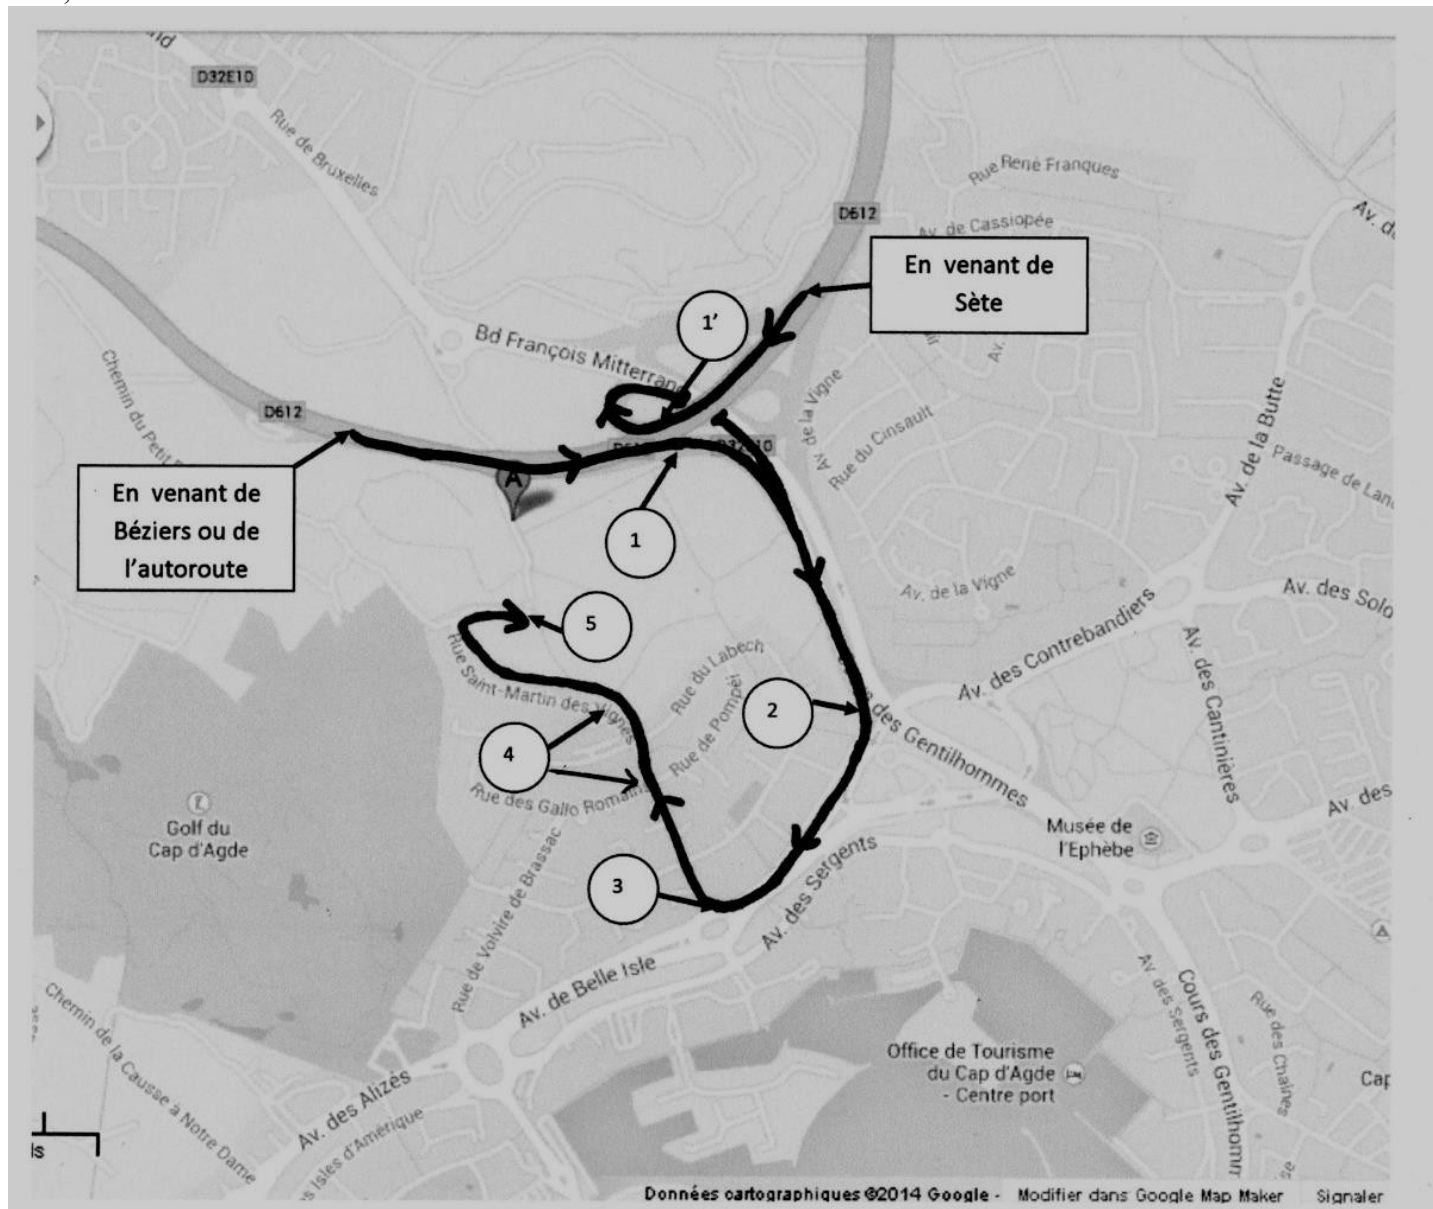 nd
D32E10
Rue de Bruxelles
Rue René Franques
D612
Av. de Cassiopée
En venant de
Sète
1'
Bd François Mitterrand
Chemin du Petit
D612
Av. de la Vigne
Rue du Cinsault
Av. de la Butte
Passage de Lan
En venant de
Béziers ou de
l'autoroute
A
1
Av. de la Vigne
Av. des Contrebandiers
Av. des Solo
Av. des Cantinières
5
Rue du Labech
Rue Saint-Martin des Vignes
Rue de Pompéi
2
des Gentilhommes
4
Rue des Gallo Romains
Av. des
Golf du
Cap d'Agde
Musée de
l'Ephèbe
3
Av. des Sergents
Rue de Volvire de Brassac
Av. de Belle Isle
Av. des Sergents
Cours des Gentilhomm
Rue des Chaînes
Chemin de la Causse à Notre Dame
Office de Tourisme
du Cap d'Agde
- Centre port
Cap
Av. des Alizés
s Isles d'Amérique
ls
Données cartographiques ©2014 Google - Modifier dans Google Map Maker Signaler